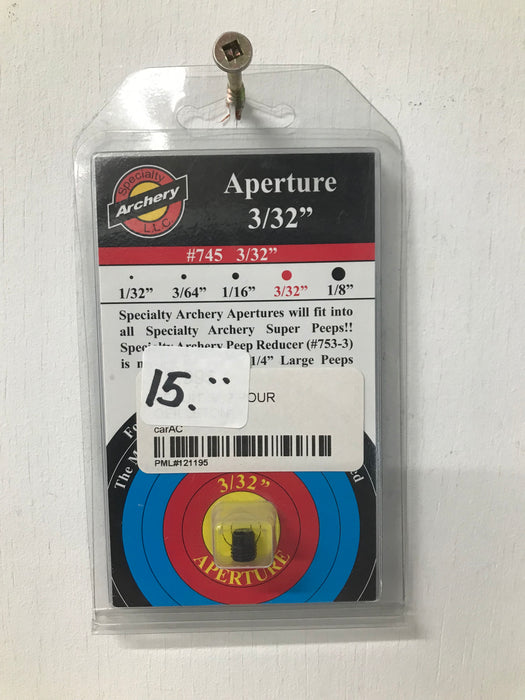 Specialty
Archery
L.L.C.
Aperture
3/32”
#745 3/32”
1/32” 3/64” 1/16” 3/32” 1/8”
Specialty Archery Apertures will fit into
all Specialty Archery Super Peeps!!
Archery Peep Reducer (#753-3)
is 1/4” Large Peeps
15.
OUR
carAC
PML#121195
The
3/32”
APERTURE